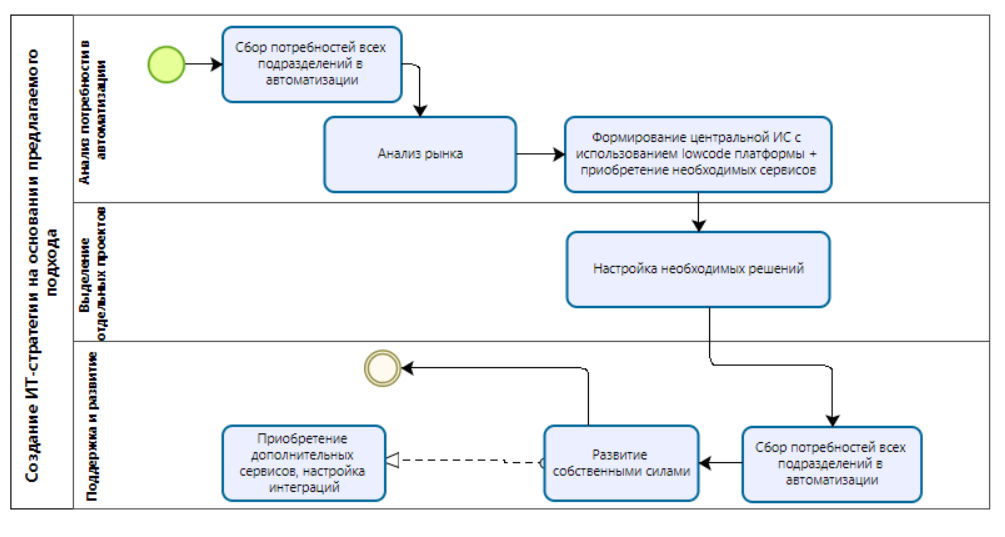 Создание ИТ-стратегии на основании предлагаемого
подхода
Анализ потребности в
автоматизации
Сбор потребностей всех
подразделений в
автоматизации
Анализ рынка
Формирование центральной ИС с
использованием lowcode платформы +
приобретение необходимых сервисов
Выделение
отдельных проектов
Настройка необходимых решений
Поддержка и развитие
Приобретение
дополнительных
сервисов, настройка
интеграций
Развитие
собственными силами
Сбор потребностей всех
подразделений в
автоматизации